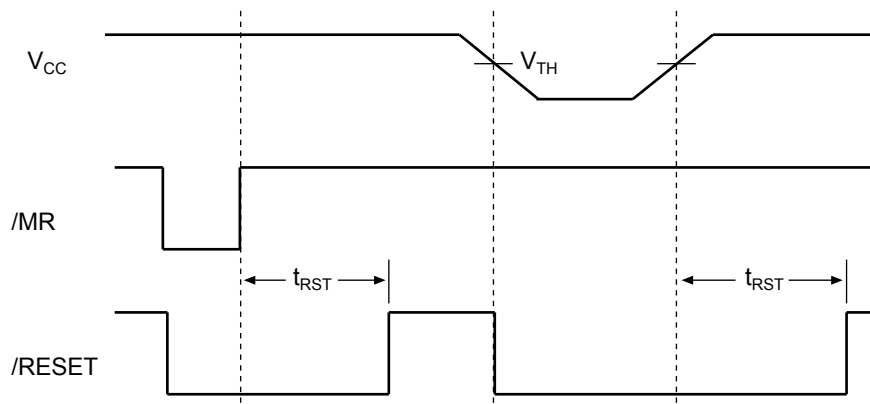 VCC
VTH
/MR
tRST
tRST
/RESET